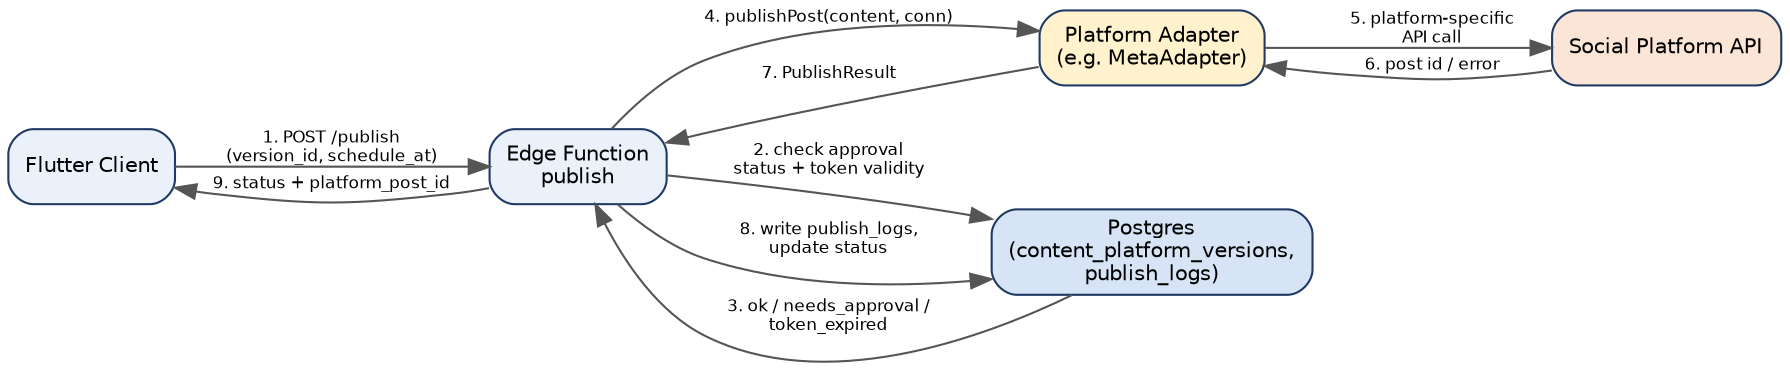 4. publishPost(content, conn)
Platform Adapter
(e.g. MetaAdapter)
5. platform-specific
API call
Social Platform API
6. post id / error
7. PublishResult
Flutter Client
1. POST /publish
(version_id, schedule_at)
9. status + platform_post_id
Edge Function
publish
2. check approval
status + token validity
8. write publish_logs,
update status
Postgres
(content_platform_versions,
publish_logs)
3. ok / needs_approval /
token_expired